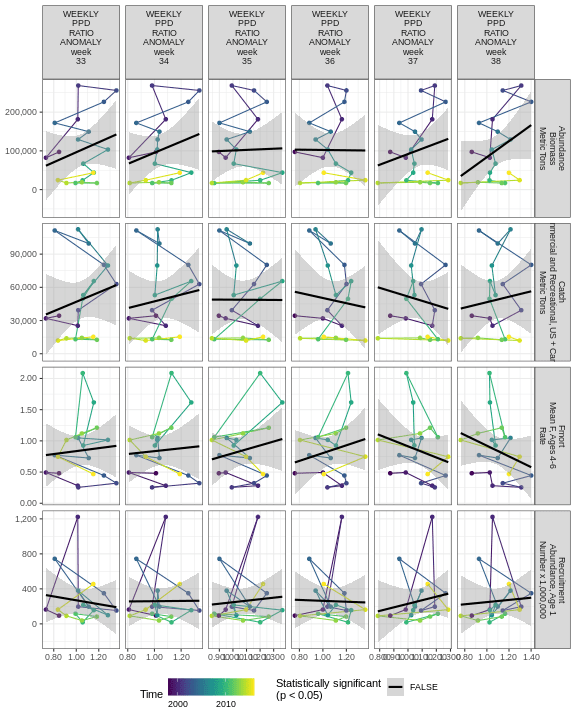 WEEKLY PPD RATIO ANOMALY week 33
WEEKLY PPD RATIO ANOMALY week 34
WEEKLY PPD RATIO ANOMALY week 35
WEEKLY PPD RATIO ANOMALY week 36
WEEKLY PPD RATIO ANOMALY week 37
WEEKLY PPD RATIO ANOMALY week 38
200,000
100,000
0
Abundance
Biomass
Metric Tons
90,000
60,000
30,000
0
Catch
and Recreational, US +
Metric Tons
2.00
1.50
1.00
0.50
0.00
Fmort
Mean F, Ages 4-6
Rate
1,200
800
400
0
Recruitment
Abundance, Age 1
Number x 1,000,000
0.80 1.00 1.20
0.80 1.00 1.20
0.80 1.00 1.20
0.80 1.00 1.20 1.40
Time
2000 2010
Statistically significant
(p < 0.05)
FALSE